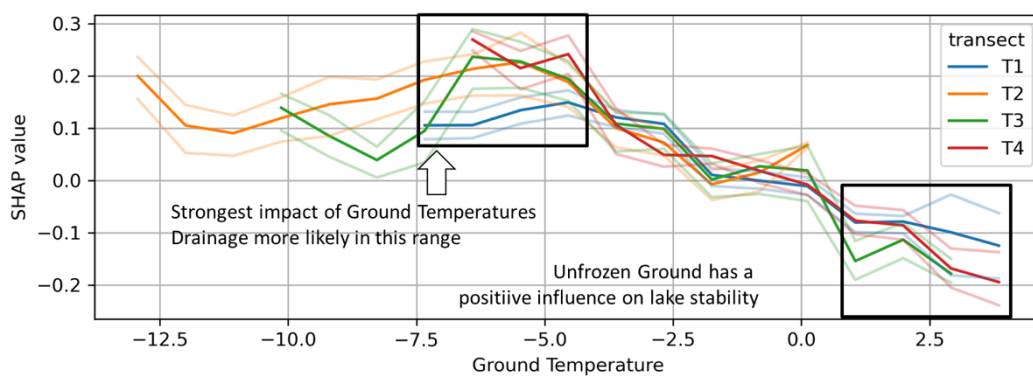 0.3
0.2
0.1
0.0
−0.1
−0.2
SHAP value
transect
T1
T2
T3
T4
Strongest impact of Ground Temperatures
Drainage more likely in this range
Unfrozen Ground has a
positiive influence on lake stability
−12.5 −10.0 −7.5 −5.0 −2.5 0.0 2.5
Ground Temperature